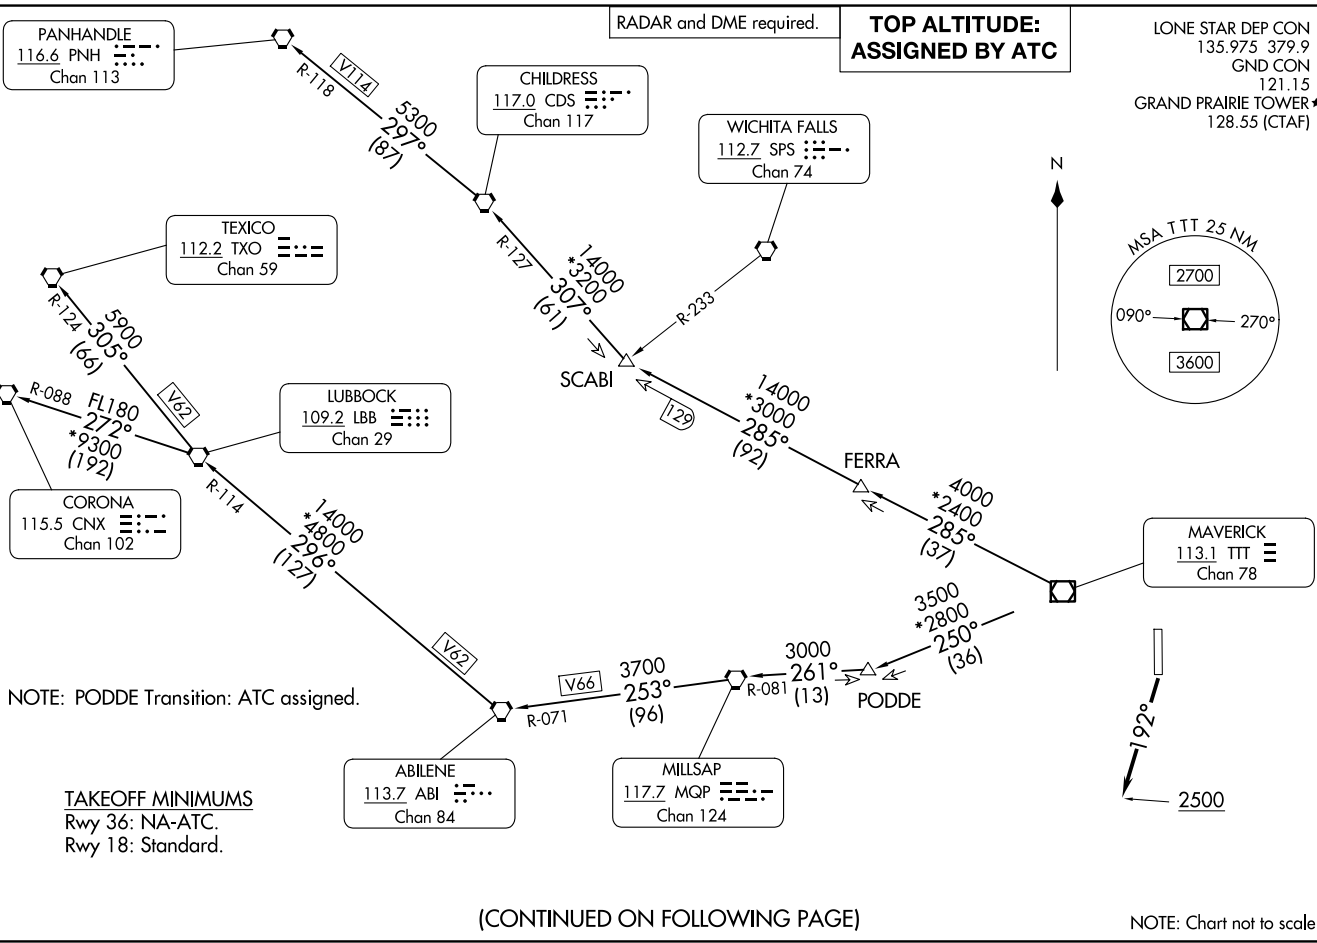 RADAR and DME required.
TOP ALTITUDE:
ASSIGNED BY ATC
LONE STAR DEP CON
135.975 379.9
GND CON
121.15
GRAND PRAIRIE TOWER★
128.55 (CTAF)
PANHANDLE
116.6 PNH
Chan 113
R-118
V114
5300
297°
(87)
CHILDRESS
117.0 CDS
Chan 117
WICHITA FALLS
112.7 SPS
Chan 74
N
MSA TTT 25 NM
2700
090°
270°
3600
TEXICO
112.2 TXO
Chan 59
R-127
14000
*3200
307°
(61)
R-233
R-124
5900
305°
(66)
V62
SCABI
129
14000
*3000
285°
(92)
R-088
FL180
272°
*9300
(192)
LUBBOCK
109.2 LBB
Chan 29
FERRA
CORONA
115.5 CNX
Chan 102
R-114
14000
*4800
296°
(127)
4000
*2400
285°
(37)
MAVERICK
113.1 TTT
Chan 78
V62
3500
*2800
250°
(36)
3000
261°
(13)
R-081
PODDE
V66
3700
253°
(96)
R-071
NOTE: PODDE Transition: ATC assigned.
192°
2500
ABILENE
113.7 ABI
Chan 84
MILLSAP
117.7 MQP
Chan 124
TAKEOFF MINIMUMS
Rwy 36: NA-ATC.
Rwy 18: Standard.
(CONTINUED ON FOLLOWING PAGE)
NOTE: Chart not to scale